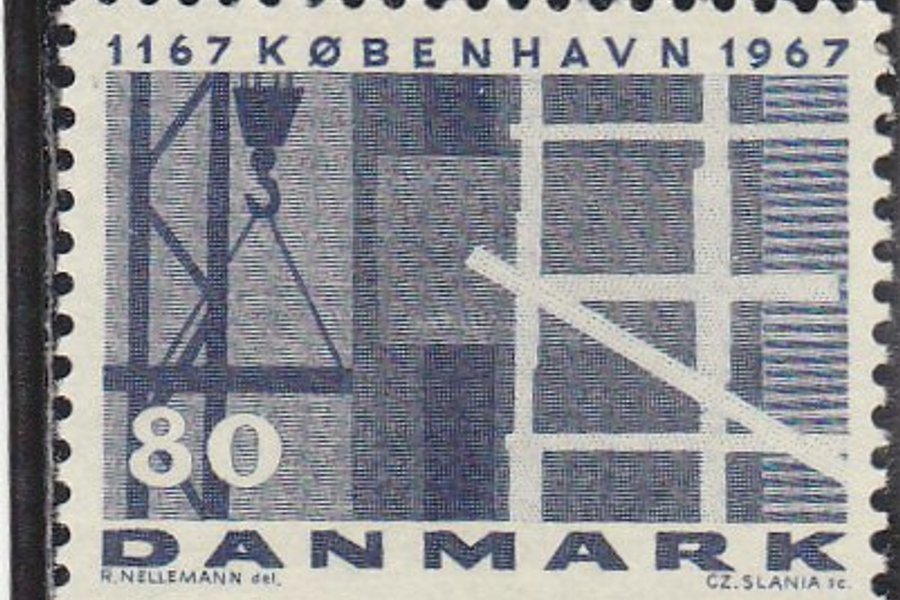 1167 KØBENHAVN 1967
80
DANMARK
R.NELLEMANN del. CZ.SLANIA sc.